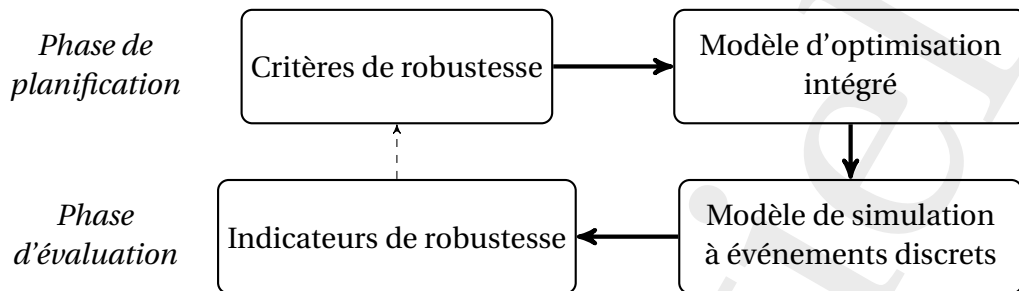 Phase de
planification
Critères de robustesse
Modèle d'optimisation
intégré
Phase
d'évaluation
Indicateurs de robustesse
Modèle de simulation
à événements discrets